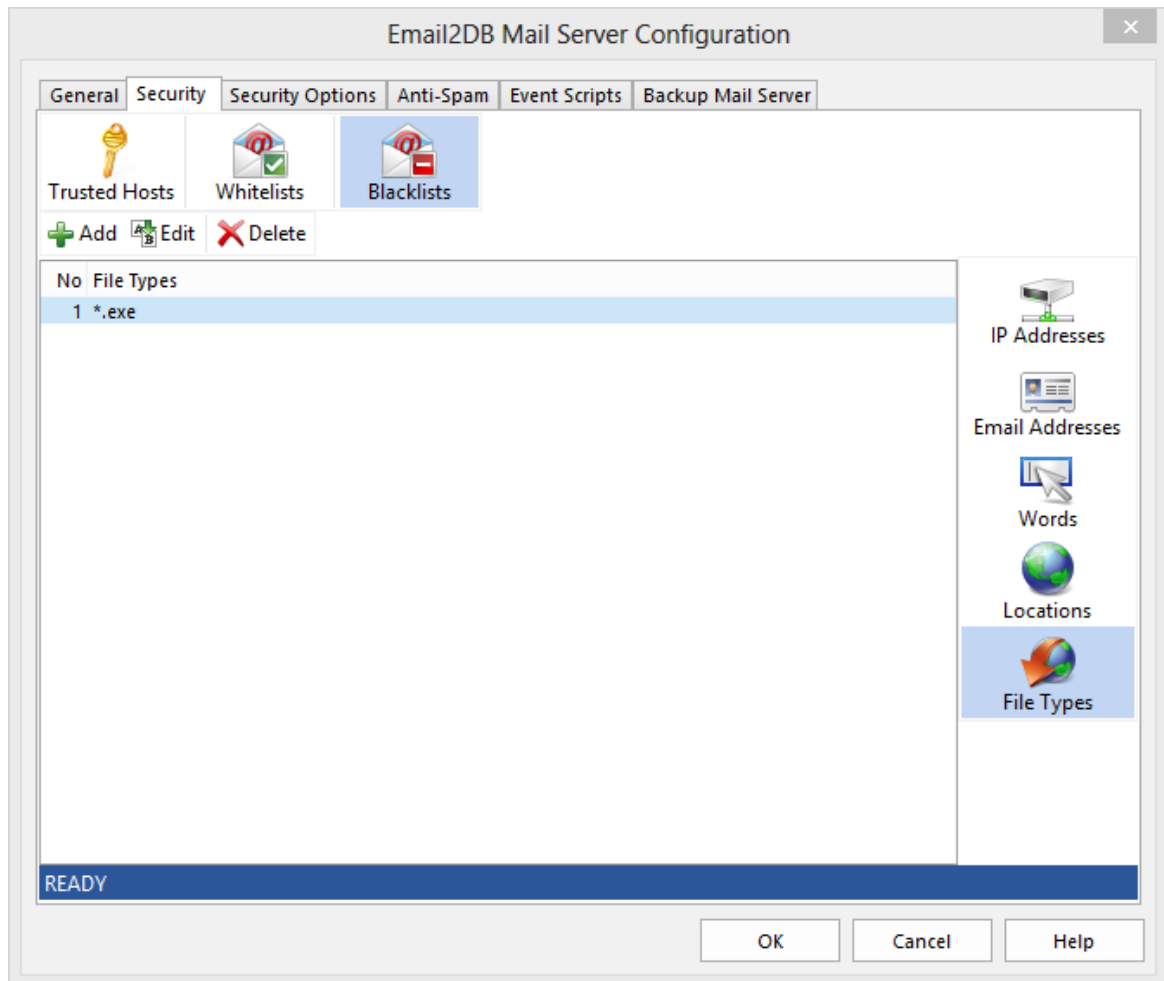 Email2DB Mail Server Configuration
General Security Security Options Anti-Spam Event Scripts Backup Mail Server
Trusted Hosts Whitelists Blacklists
Add Edit Delete
No File Types
1 *.exe
IP Addresses
Email Addresses
Words
Locations
File Types
READY
OK Cancel Help